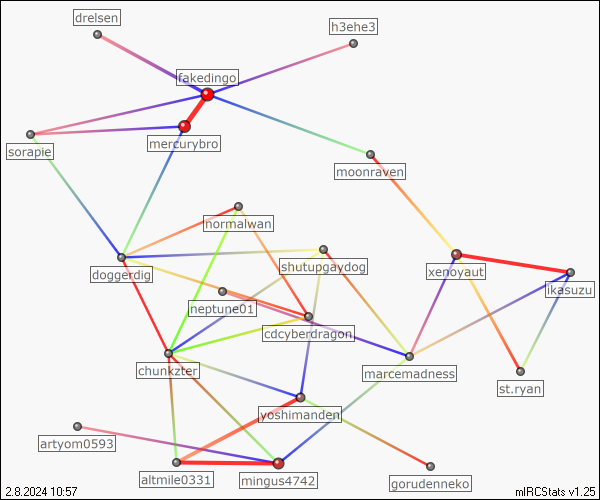 drelsen
h3ehe3
fakedingo
mercurybro
sorapie
moonraven
normalwan
doggerdig
shutupgaydog
xenoyaut
ikasuzu
neptune01
cdcyberdragon
chunkzter
marcemadness
st.ryan
yoshimanden
artyom0593
altmile0331
mingus4742
gorudenneko
2.8.2024 10:57
mIRCStats v1.25